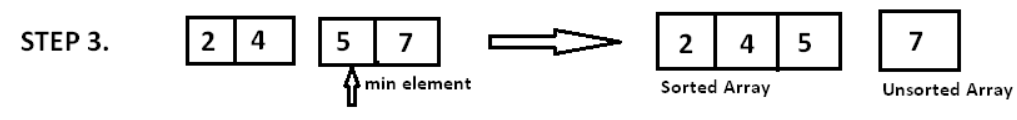 STEP 3. 2 4 5 7 2 4 5 7
min element
Sorted Array Unsorted Array